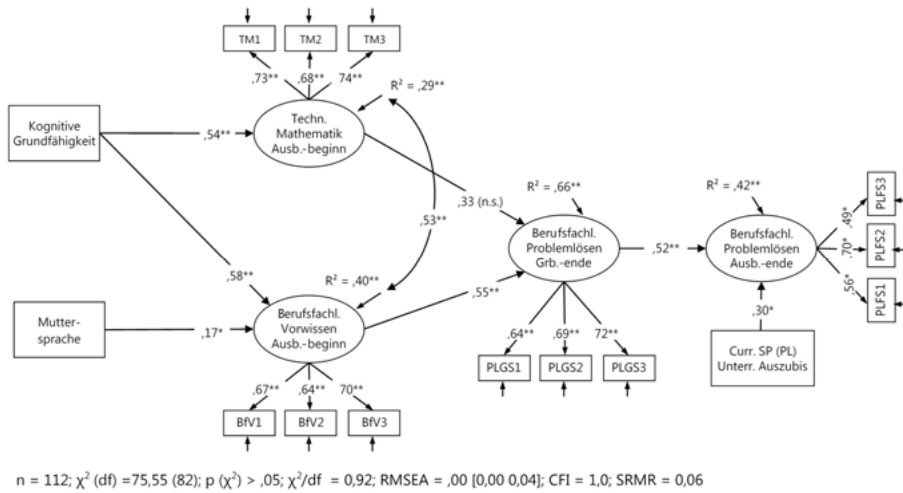 TM1
TM2
TM3
,73**
,68**
74**
R² = ,29**
Kognitive
Grundfähigkeit
,54**
Techn.
Mathematik
Ausb.-beginn
,33 (n.s.)
,53**
,58**
R² = ,66**
Berufsfachl.
Problemlösen
Grb.-ende
,52**
R² = ,42**
Berufsfachl.
Problemlösen
Ausb.-ende
,49*
,70*
,56*
PLFS3
PLFS2
PLFS1
R² = ,40**
Mutter-
sprache
,17*
Berufsfachl.
Vorwissen
Ausb.-beginn
,55**
,64**
,69**
72**
PLGS1
PLGS2
PLGS3
,30*
Curr. SP (PL)
Unterr. Auszubis
,67**
,64**
70**
BfV1
BfV2
BfV3
n = 112; χ² (df) =75,55 (82); p (χ²) > ,05; χ²/df = 0,92; RMSEA = ,00 [0,00 0,04]; CFI = 1,0; SRMR = 0,06